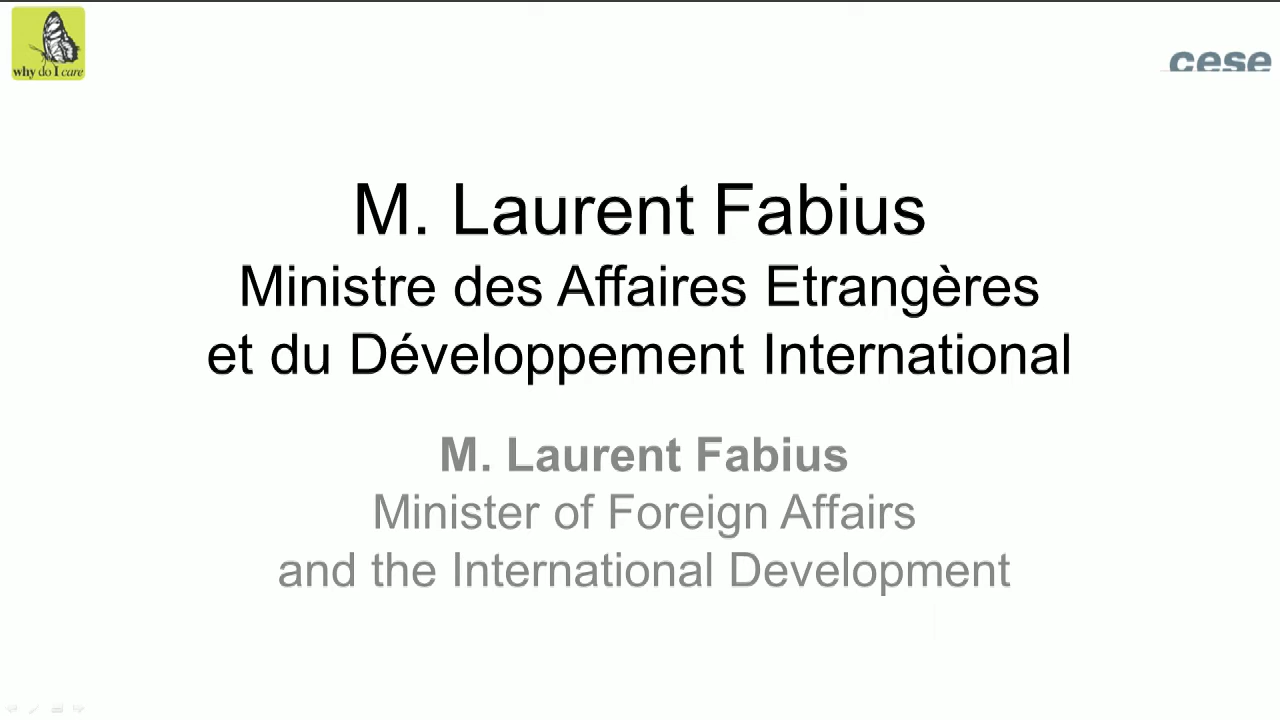 why do I care
cese
M. Laurent Fabius
Ministre des Affaires Etrangères
et du Développement International
M. Laurent Fabius
Minister of Foreign Affairs
and the International Development